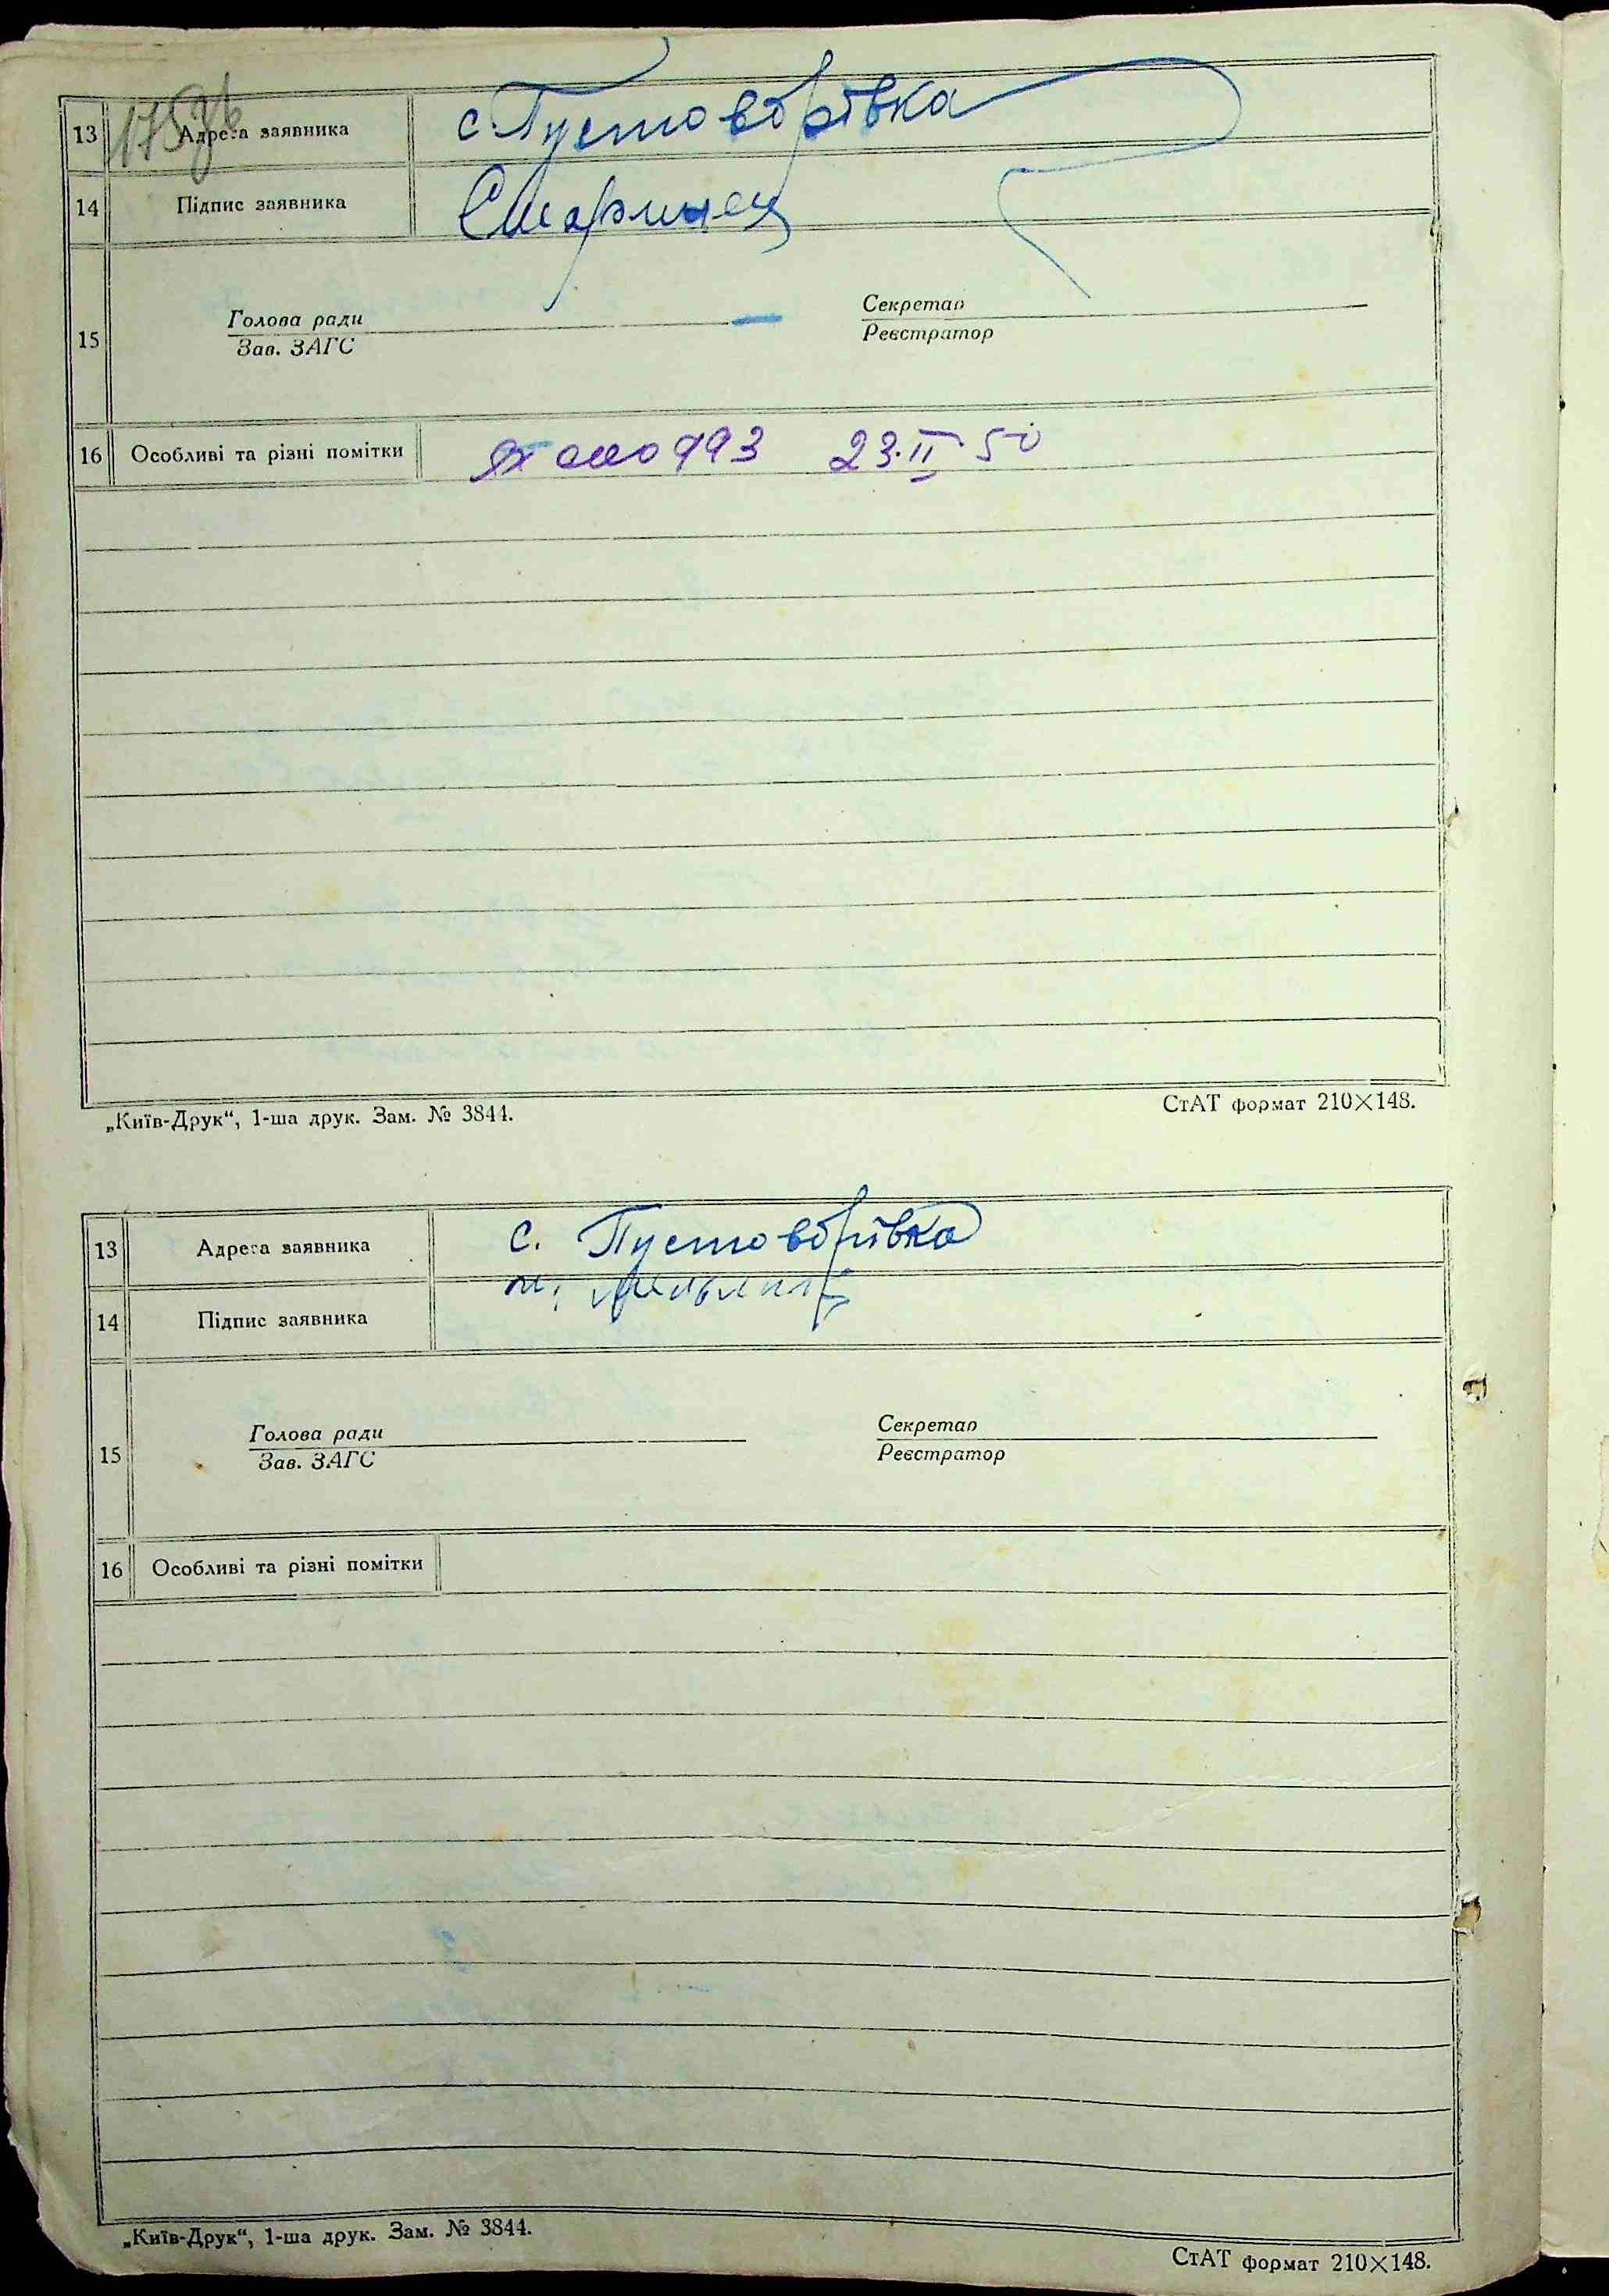 175зв
13 Адреса заявника с. Пустоварівка
14 Підпис заявника Старинец
15 Голова ради Секретар
Зав. ЗАГС Реєстратор
16 Особливі та різні помітки 993 23.II 50
„Київ-Друк“, 1-ша друк. Зам. № 3844. СтАТ формат 210×148.
13 Адреса заявника с. Пустоварівка
14 Підпис заявника
15 Голова ради Секретар
Зав. ЗАГС Реєстратор
16 Особливі та різні помітки
„Київ-Друк“, 1-ша друк. Зам. № 3844.
СтАТ формат 210×148.